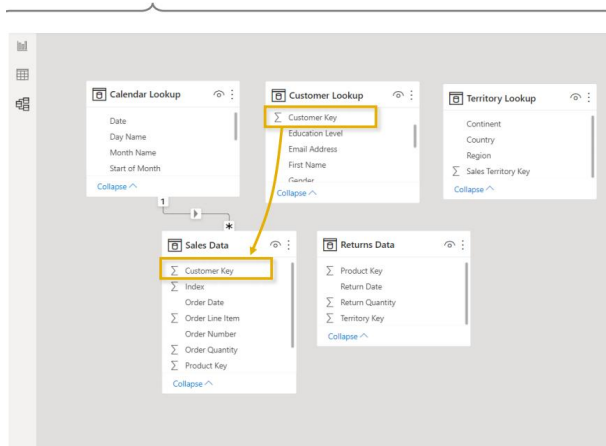 Calendar Lookup
Date
Day Name
Month Name
Start of Month
Collapse
Customer Lookup
Σ Customer Key
Education Level
Email Address
First Name
Gender
Collapse
Territory Lookup
Continent
Country
Region
Σ Sales Territory Key
Collapse
1
*
Sales Data
Σ Customer Key
Σ Index
Order Date
Σ Order Line Item
Order Number
Σ Order Quantity
Σ Product Key
Collapse
Returns Data
Σ Product Key
Return Date
Σ Return Quantity
Σ Territory Key
Collapse